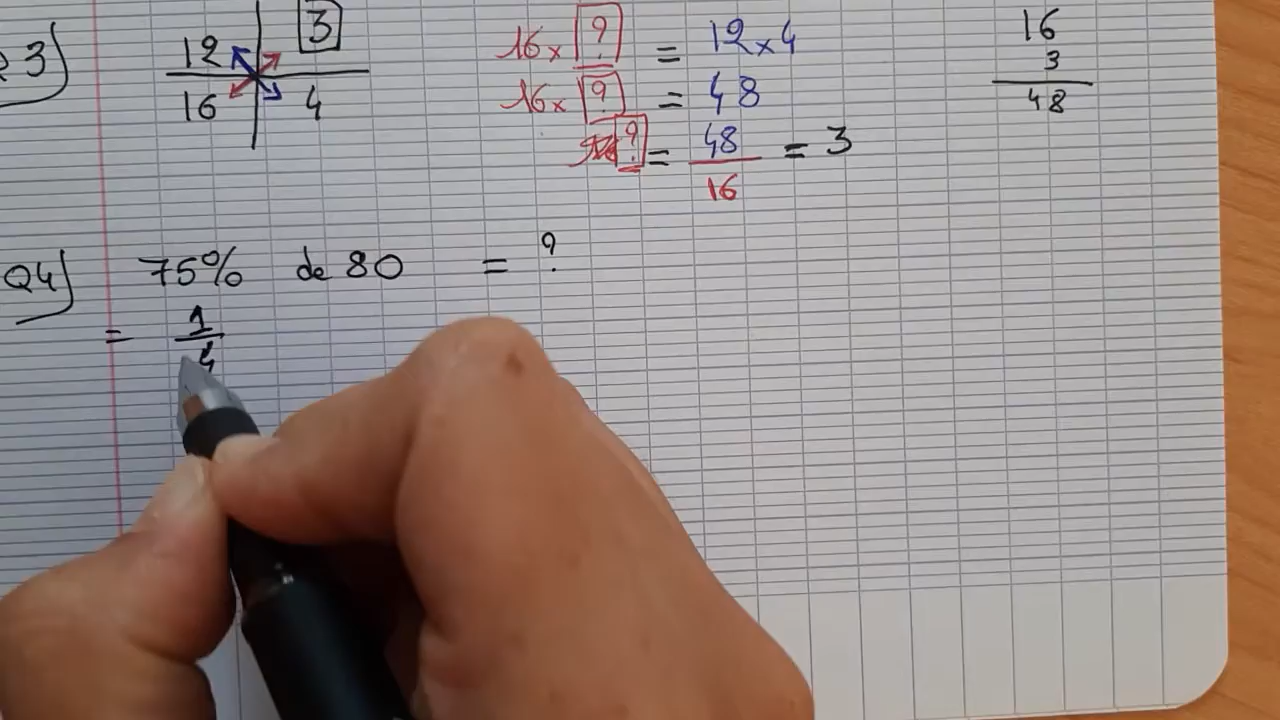 3) 12 3 16 × ? = 12 × 4 16
16 4 16 × ? = 48 3
? = 48/16 = 3 48
Q4) 75% de 80 = ?
= 1/4